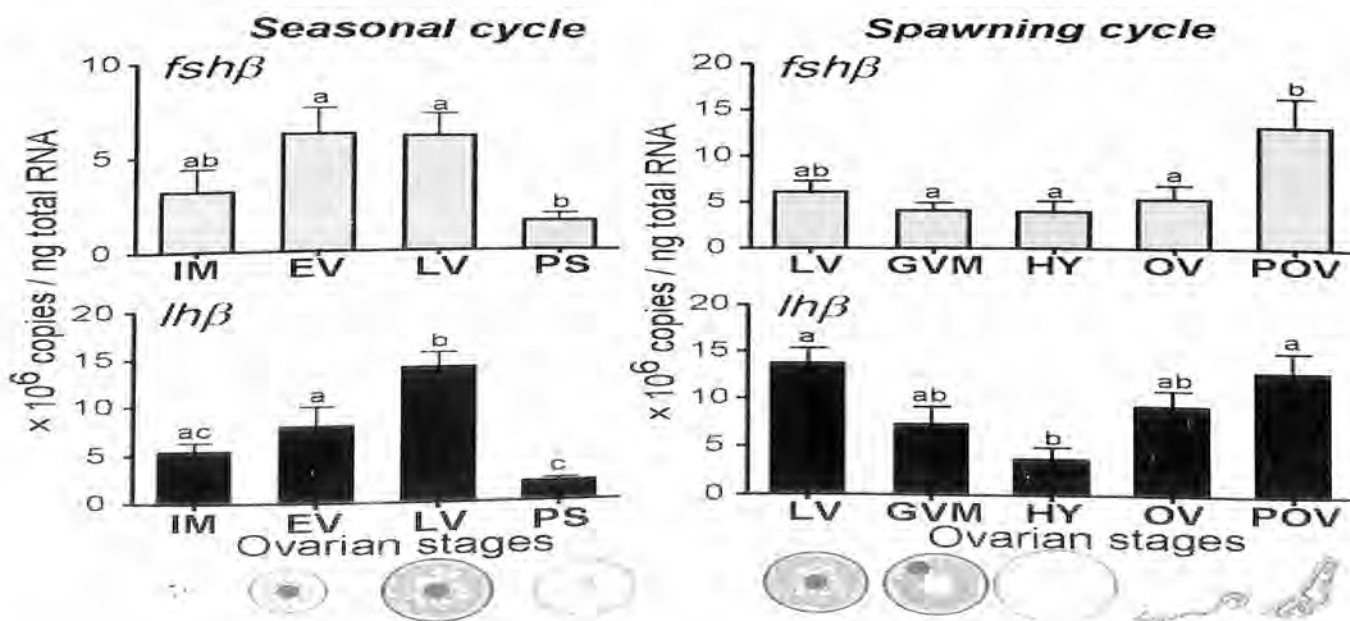 Seasonal cycle
Spawning cycle
fshβ
10
5
0
ab
a
a
b
IM EV LV PS
fshβ
20
15
10
5
0
ab
a
a
a
b
LV GVM HY OV POV
x 10⁶ copies / ng total RNA
x 10⁶ copies / ng total RNA
lhβ
20
15
10
5
0
ac
a
b
c
IM EV LV PS
Ovarian stages
lhβ
20
15
10
5
0
a
ab
b
ab
a
LV GVM HY OV POV
Ovarian stages